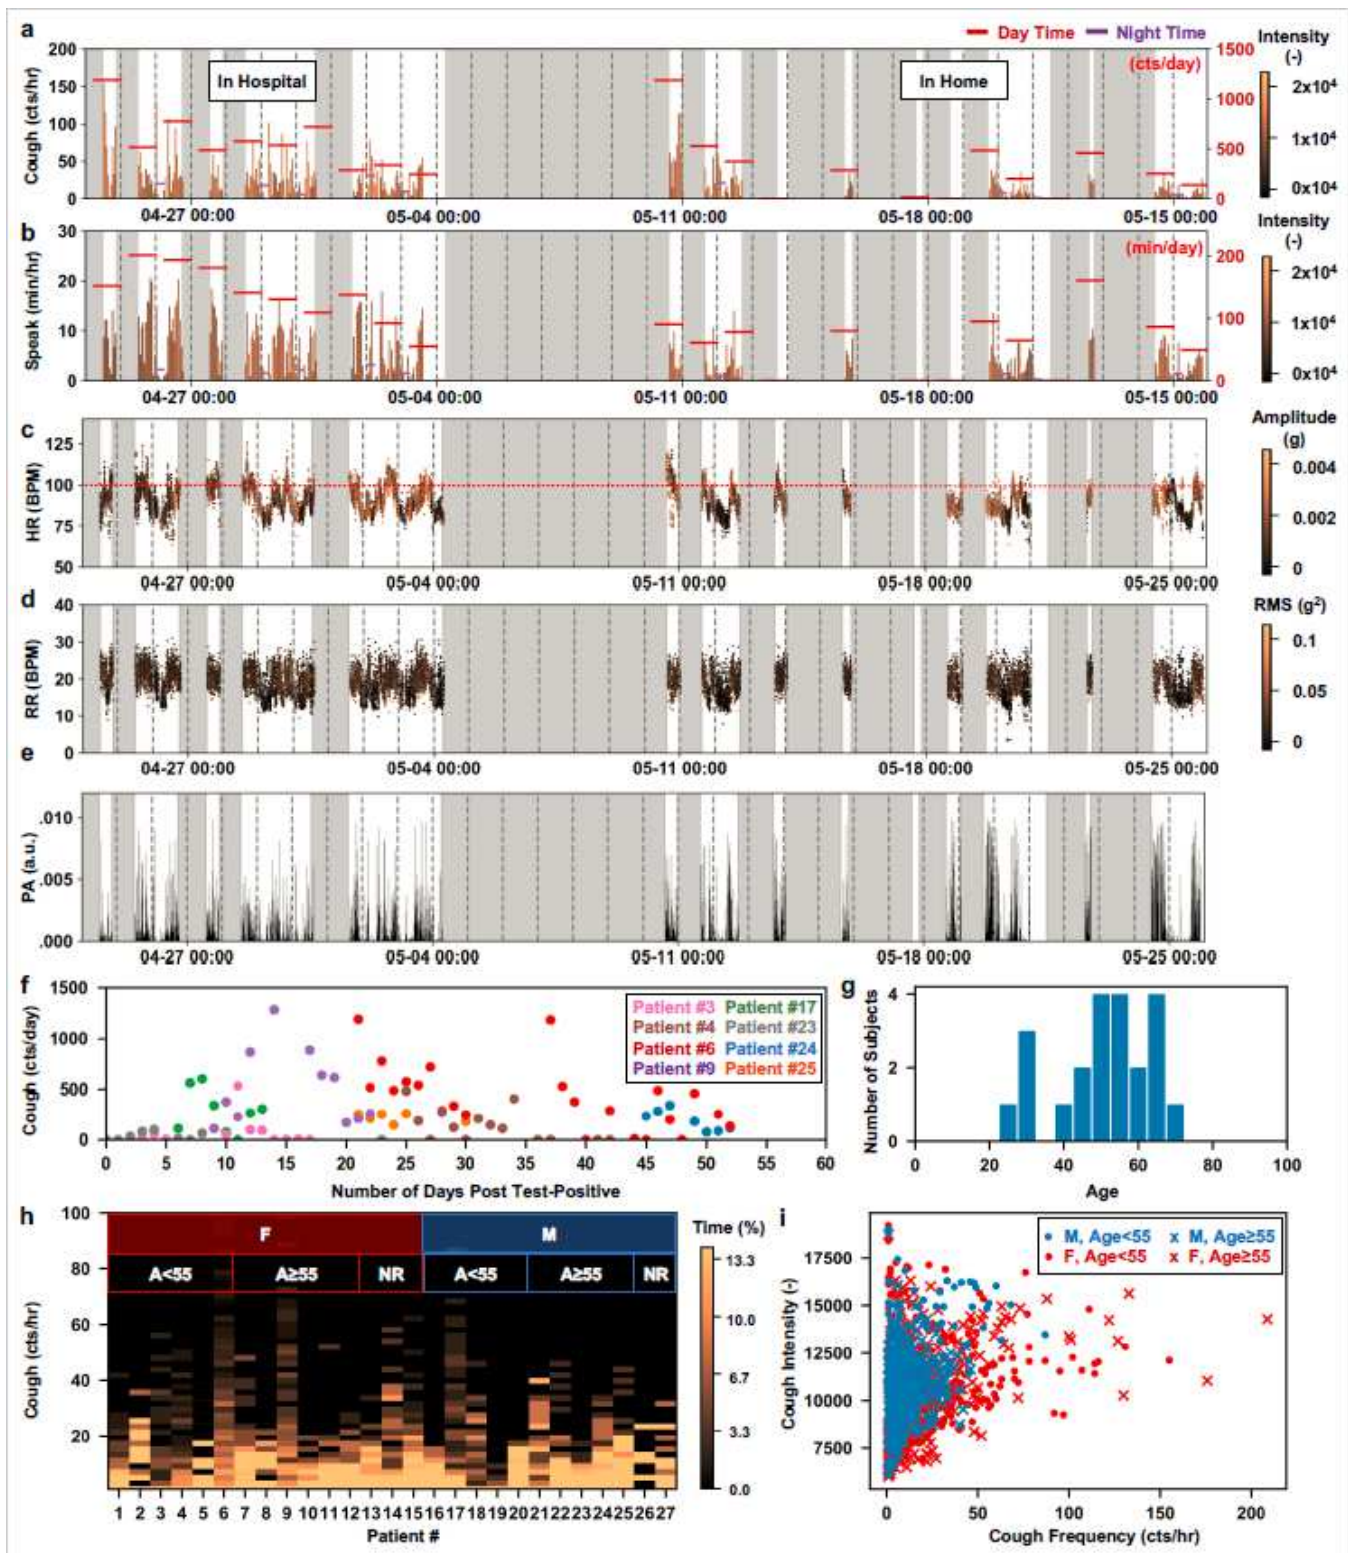 a
Day Time Night Time
Intensity
(-)
200
150
100
50
0
Cough (cts/hr)
In Hospital
In Home
(cts/day)
1500
1000
500
0
2x10⁴
1x10⁴
0x10⁴
04-27 00:00 05-04 00:00 05-11 00:00 05-18 00:00 05-15 00:00
b
30
20
10
0
Speak (min/hr)
(min/day)
200
100
0
Intensity
(-)
2x10⁴
1x10⁴
0x10⁴
04-27 00:00 05-04 00:00 05-11 00:00 05-18 00:00 05-15 00:00
c
125
100
75
50
HR (BPM)
Amplitude
(g)
0.004
0.002
0
04-27 00:00 05-04 00:00 05-11 00:00 05-18 00:00 05-25 00:00
d
40
30
20
10
0
RR (BPM)
RMS (g²)
0.1
0.05
0
04-27 00:00 05-04 00:00 05-11 00:00 05-18 00:00 05-25 00:00
e
.010
.005
.000
PA (a.u.)
04-27 00:00 05-04 00:00 05-11 00:00 05-18 00:00 05-25 00:00
f
1500
1000
500
0
Cough (cts/day)
Patient #3 Patient #17
Patient #4 Patient #23
Patient #6 Patient #24
Patient #9 Patient #25
0 5 10 15 20 25 30 35 40 45 50 55 60
Number of Days Post Test-Positive
g
4
2
0
Number of Subjects
0 20 40 60 80 100
Age
h
100
80
60
40
20
Cough (cts/hr)
F M
A<55 A≥55 NR A<55 A≥55 NR
Time (%)
13.3
10.0
6.7
3.3
0.0
1 2 3 4 5 6 7 8 9 10 11 12 13 14 15 16 17 18 19 20 21 22 23 24 25 26 27
Patient #
i
17500
15000
12500
10000
7500
Cough Intensity (-)
M, Age<55 x M, Age≥55
F, Age<55 x F, Age≥55
0 50 100 150 200
Cough Frequency (cts/hr)